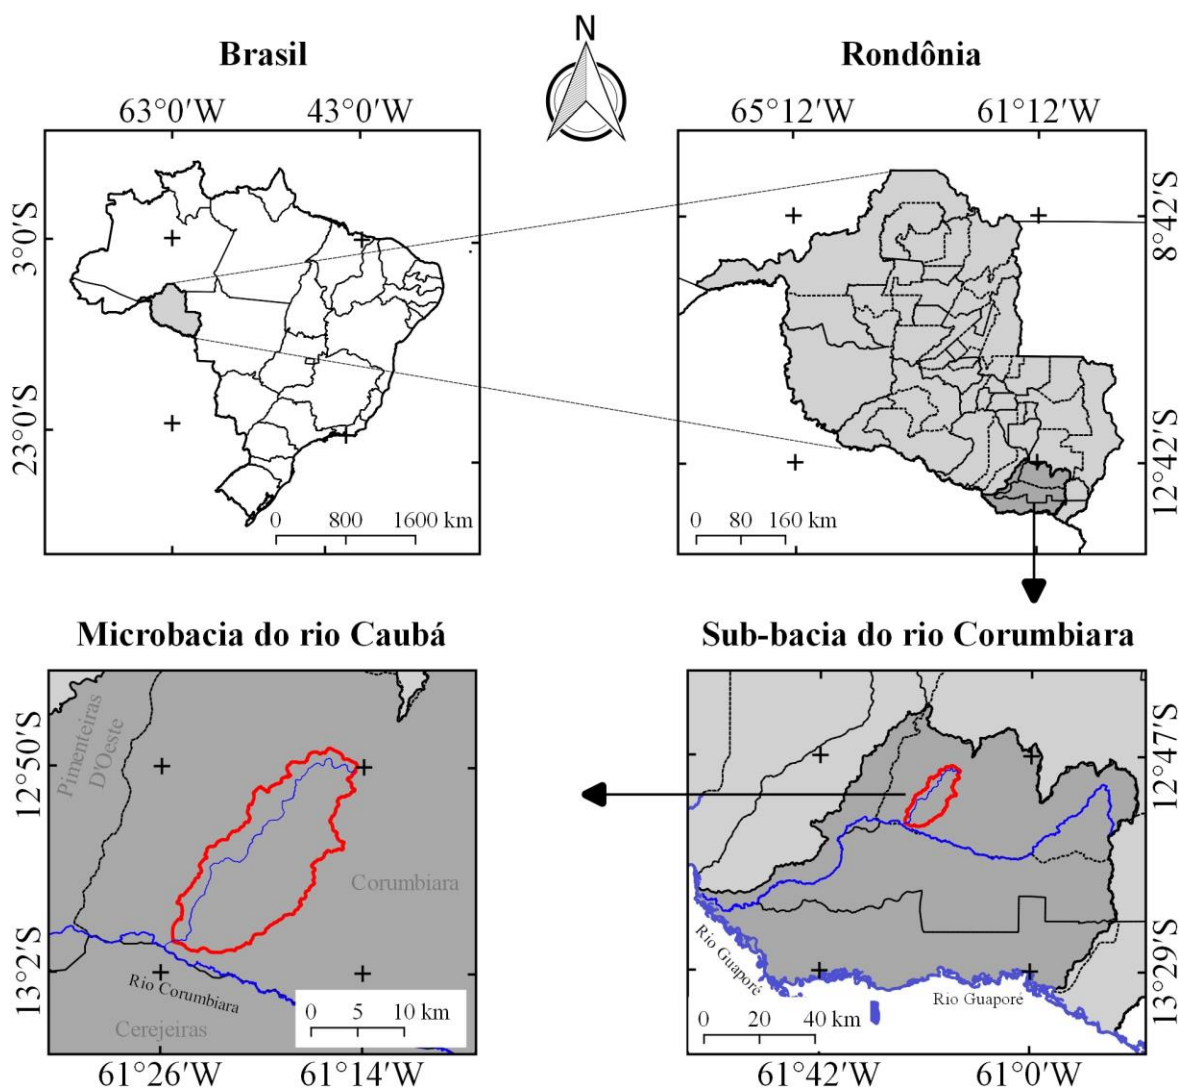 N
Brasil
63°0′W 43°0′W
3°0′S
23°0′S
0 800 1600 km
Rondônia
65°12′W 61°12′W
8°42′S
12°42′S
0 80 160 km
Microbacia do rio Caubá
Pimenteiras
D'Oeste
12°50′S
Corumbiara
13°2′S
Rio Corumbiara
Cerejeiras
0 5 10 km
61°26′W 61°14′W
Sub-bacia do rio Corumbiara
12°47′S
13°29′S
Rio Guaporé
Rio Guaporé
0 20 40 km
61°42′W 61°0′W